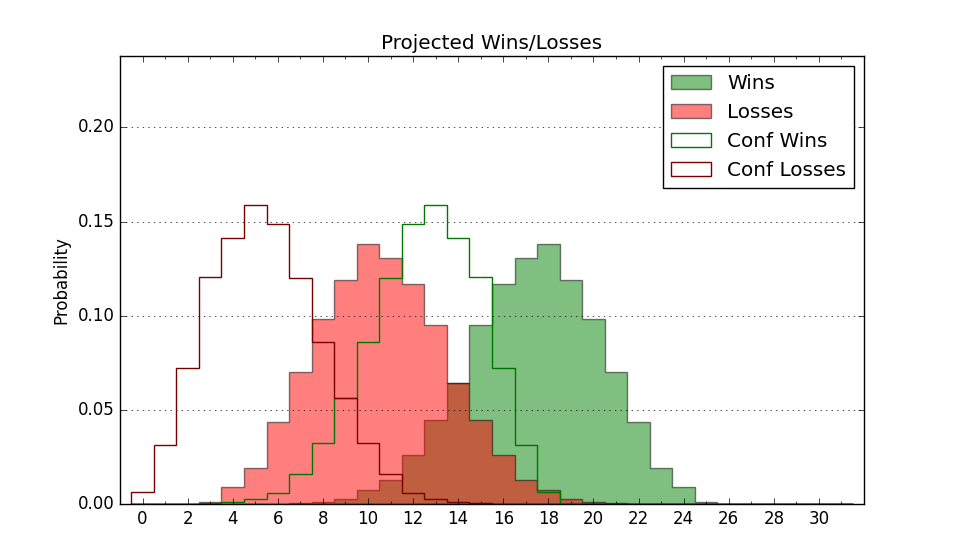 Projected Wins/Losses
Wins
Losses
Conf Wins
Conf Losses
Probability
0.20
0.15
0.10
0.05
0.00
0 2 4 6 8 10 12 14 16 18 20 22 24 26 28 30